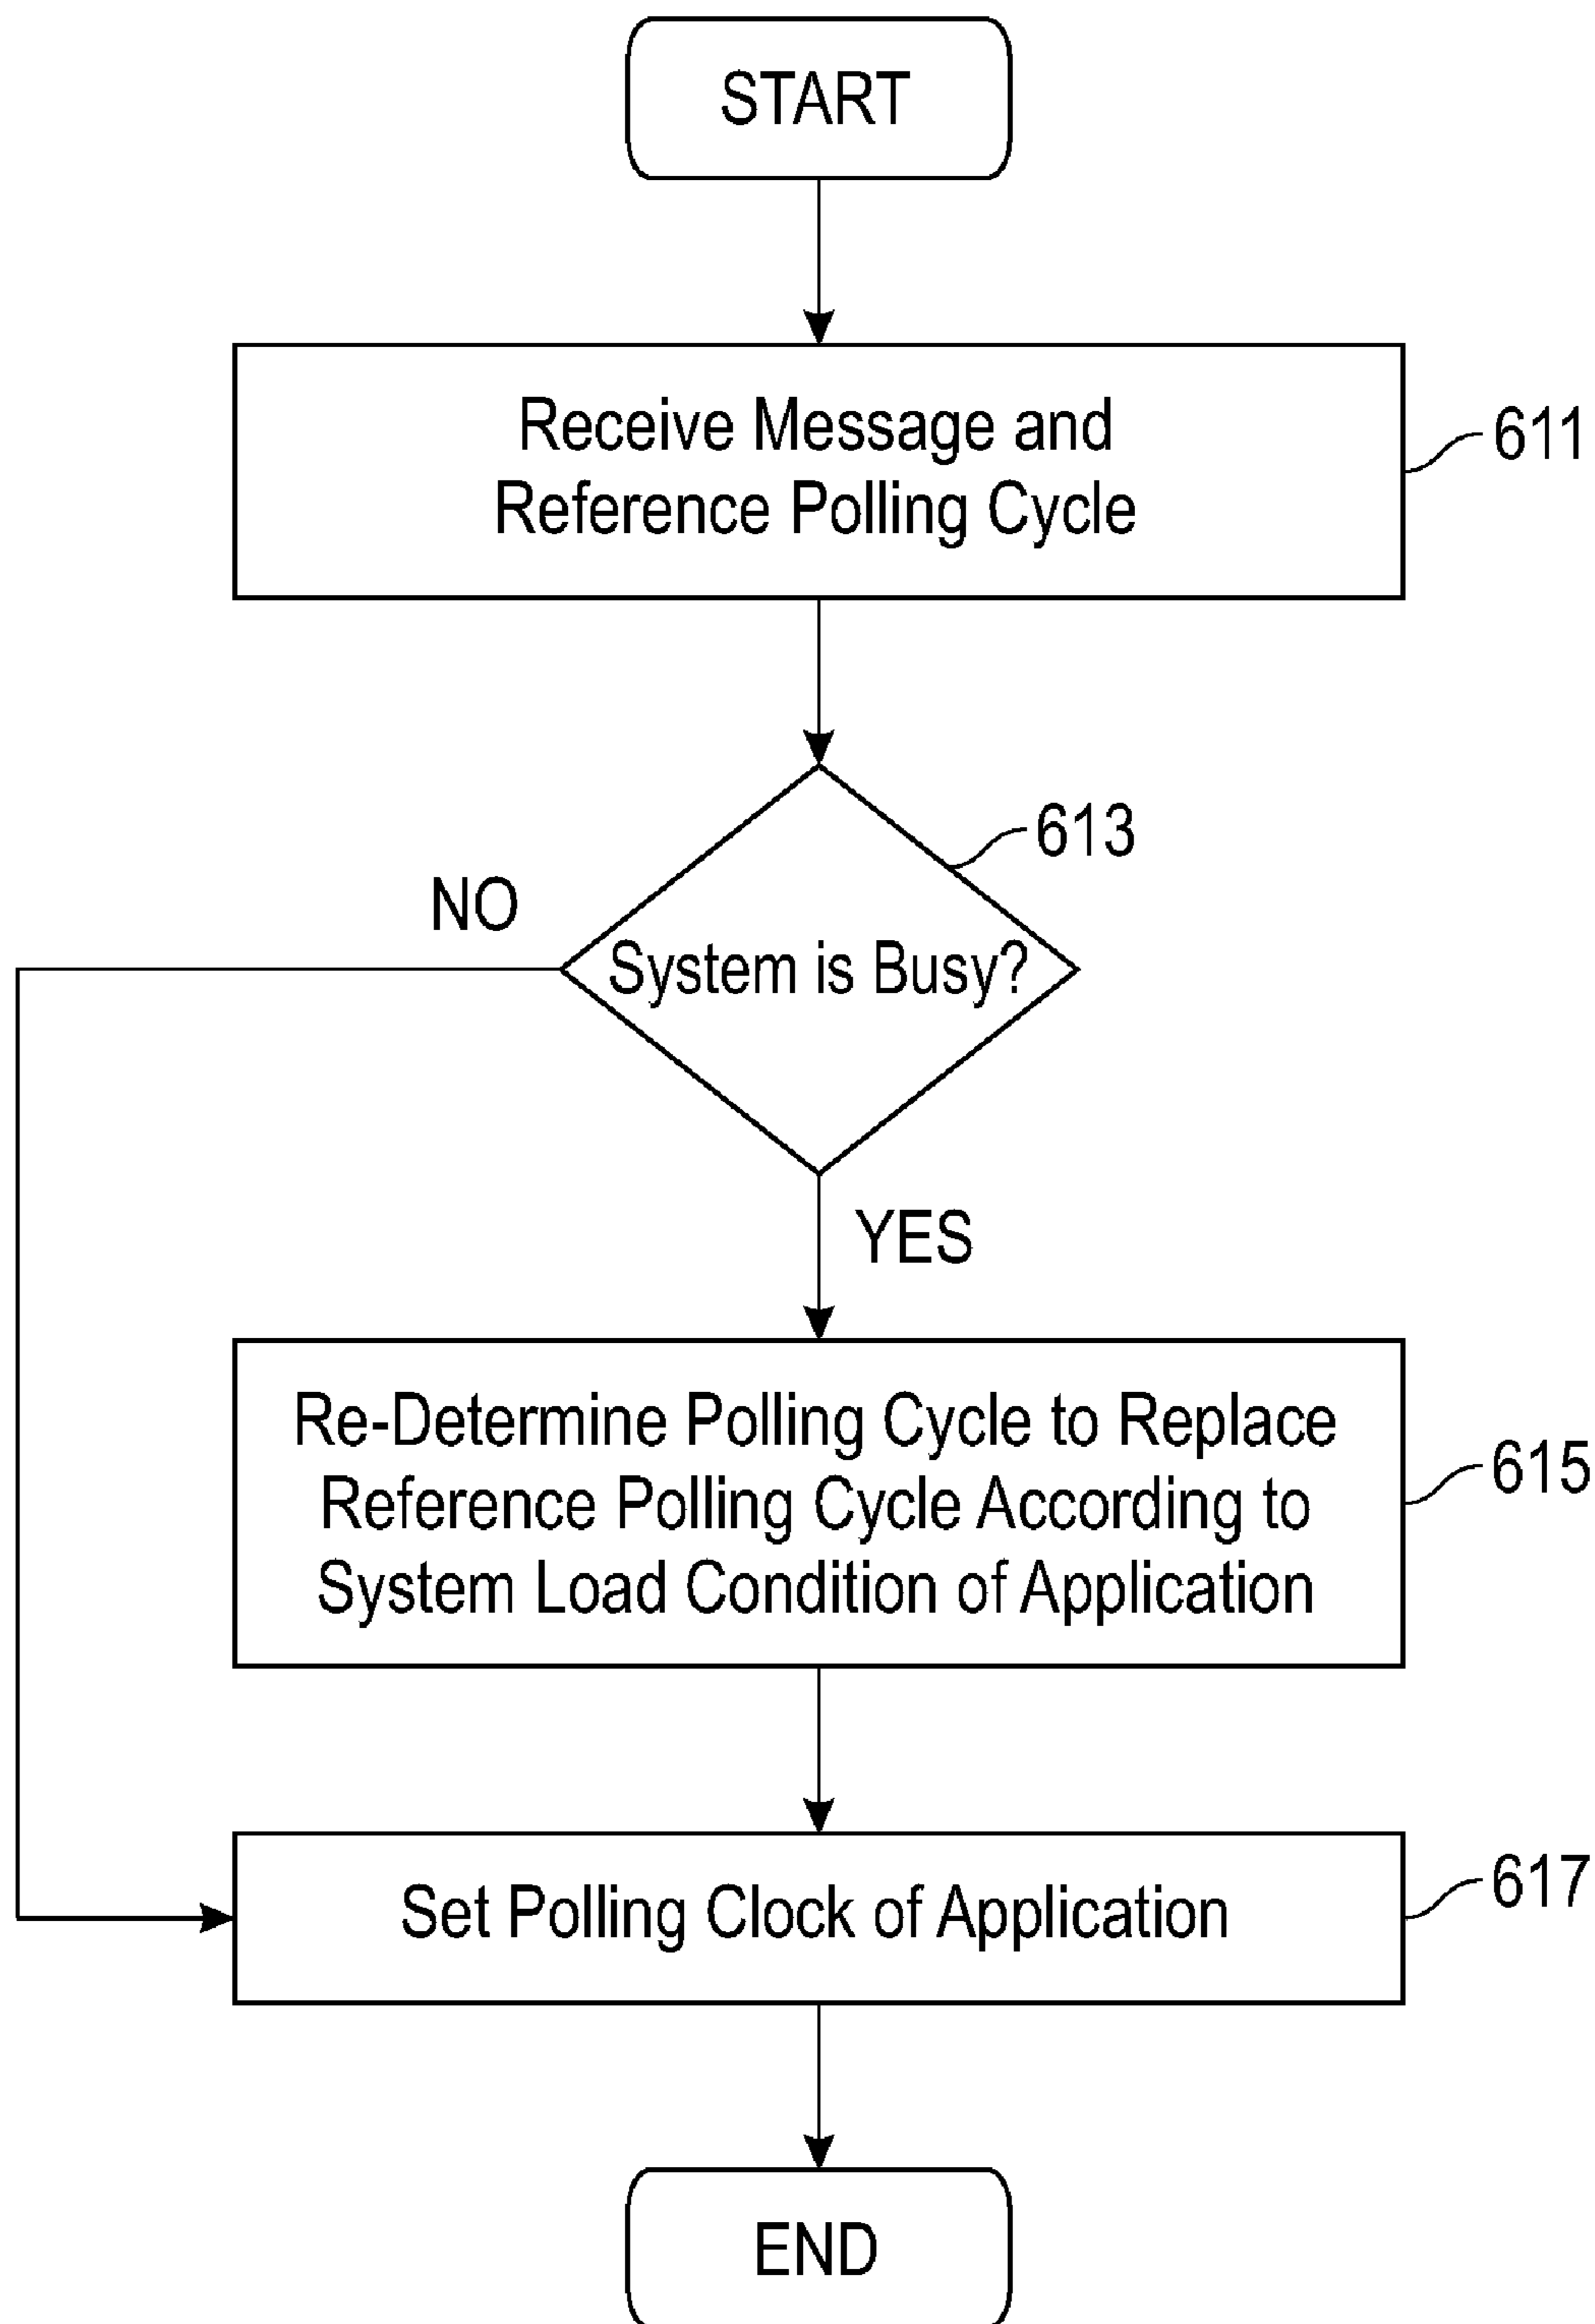 START
Receive Message and
Reference Polling Cycle
611
613
NO
System is Busy?
YES
Re-Determine Polling Cycle to Replace
Reference Polling Cycle According to
System Load Condition of Application
615
Set Polling Clock of Application
617
END